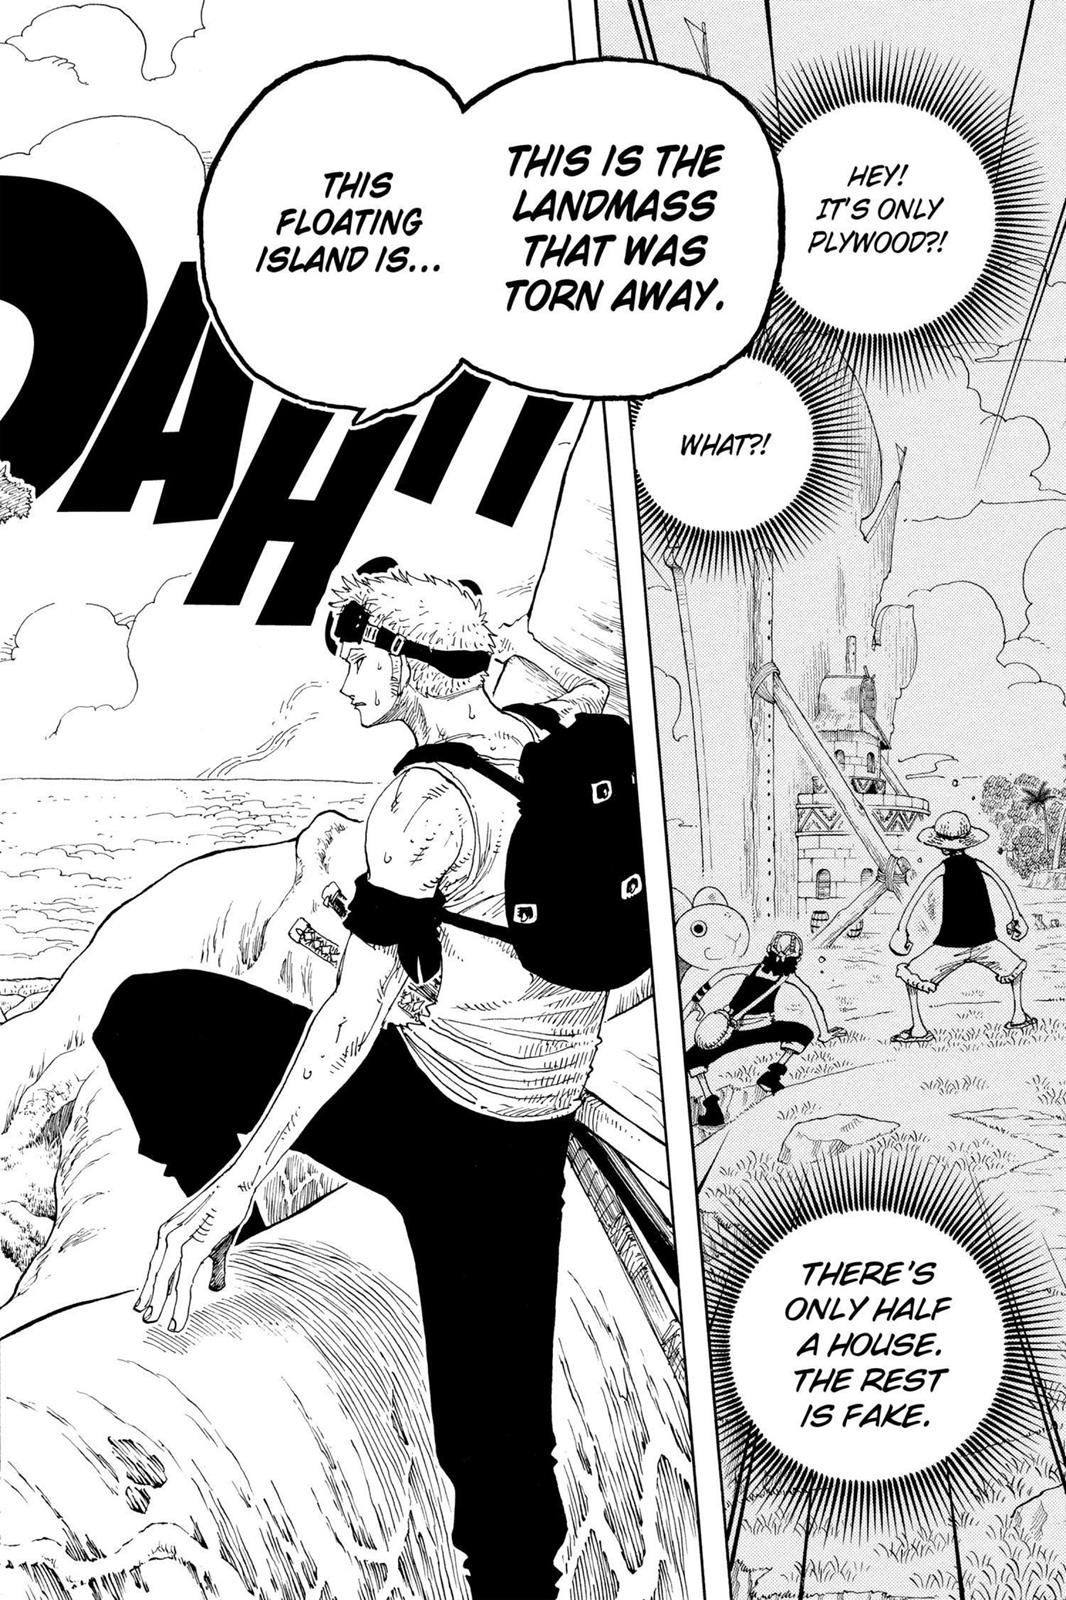 HEY!
IT'S ONLY
PLYWOOD?!
WHAT?!
THERE'S
ONLY HALF
A HOUSE.
THE REST
IS FAKE.
THIS IS THE
LANDMASS
THAT WAS
TORN AWAY.
THIS
FLOATING
ISLAND IS...
DAH!!